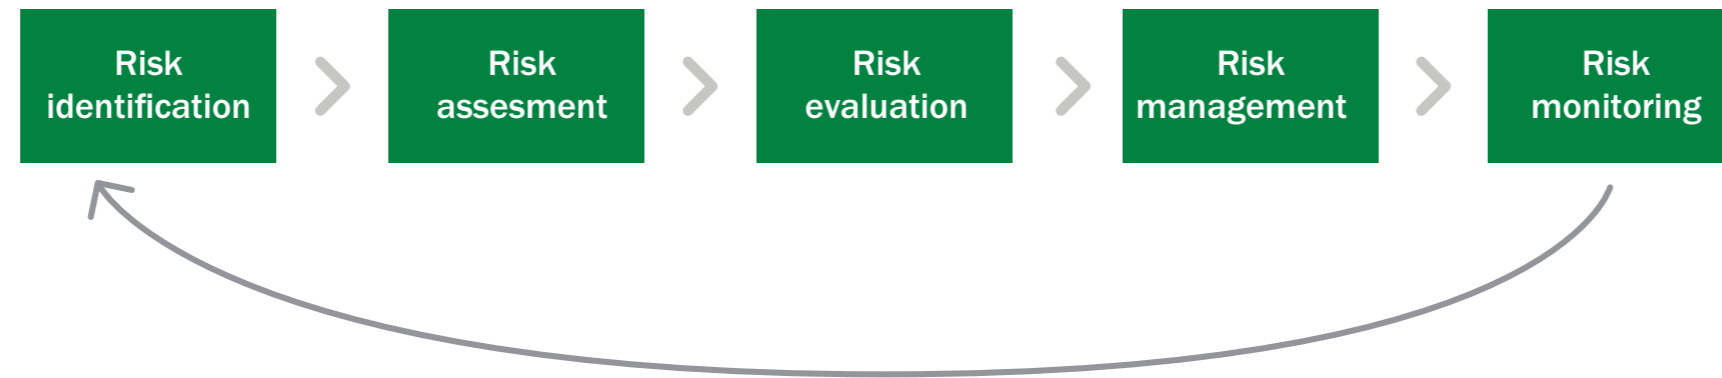 Risk
identification
Risk
assesment
Risk
evaluation
Risk
management
Risk
monitoring